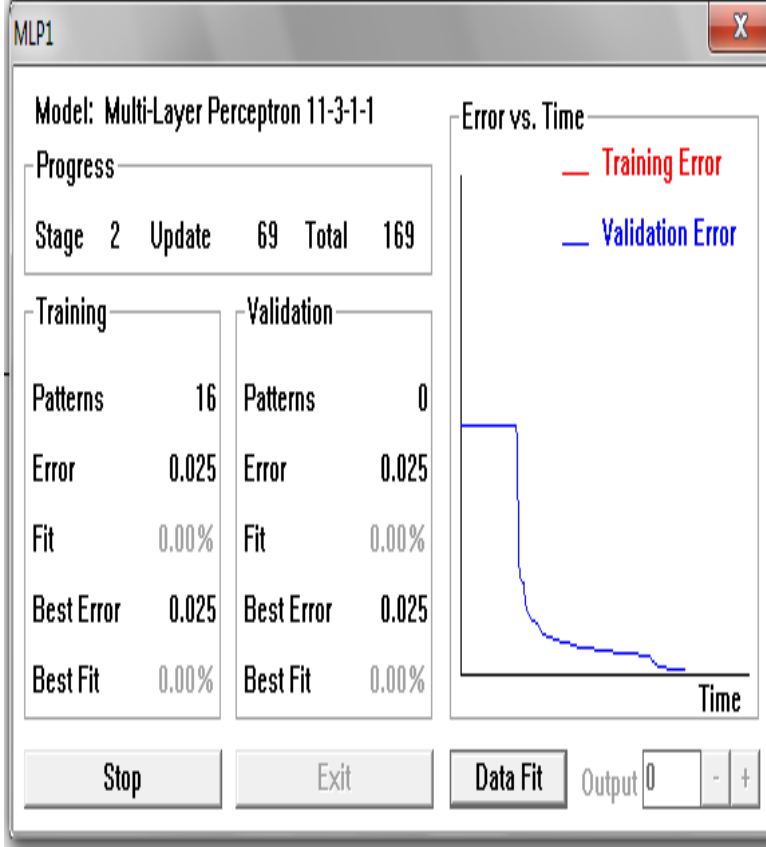 MLP1
X
Model: Multi-Layer Perceptron 11-3-1-1
Progress
Stage 2 Update 69 Total 169
Training
Patterns 16
Error 0.025
Fit 0.00%
Best Error 0.025
Best Fit 0.00%
Validation
Patterns 0
Error 0.025
Fit 0.00%
Best Error 0.025
Best Fit 0.00%
Error vs. Time
Training Error
Validation Error
Time
Stop Exit Data Fit Output 0 - +